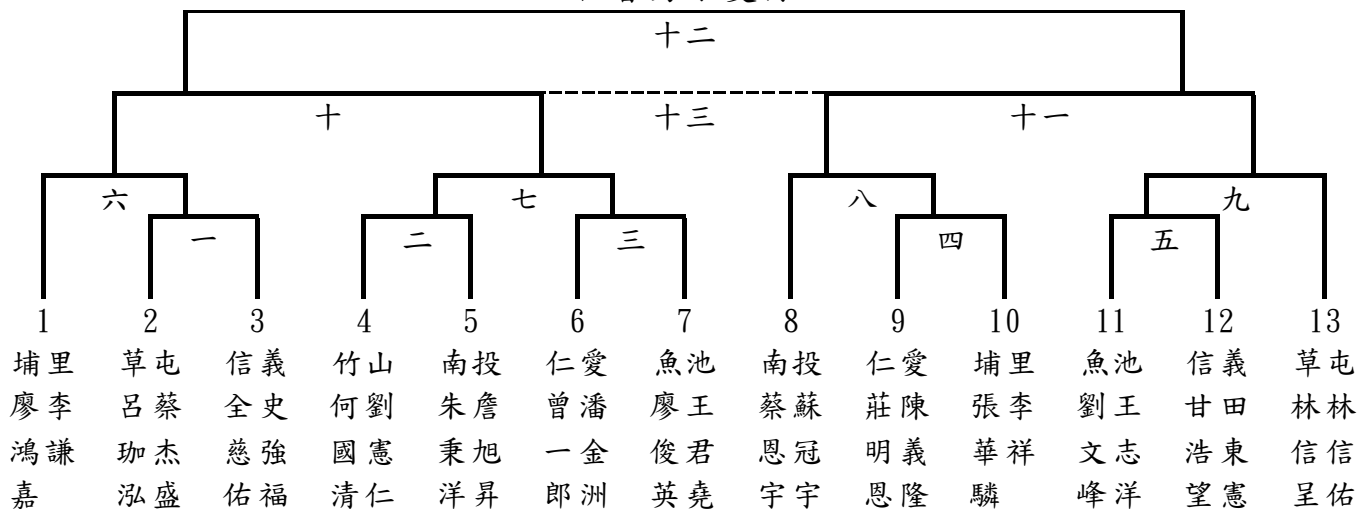 十二
十 十三 十一
六 七 八 九
一 二 三 四 五
1 2 3 4 5 6 7 8 9 10 11 12 13
埔里 草屯 信義 竹山 南投 仁愛 魚池 南投 仁愛 埔里 魚池 信義 草屯
廖李 呂蔡 全史 何劉 朱詹 曾潘 廖王 蔡蘇 莊陳 張李 劉王 甘田 林林
鴻謙 珈杰 慈強 國憲 秉旭 一金 俊君 恩冠 明義 華祥 文志 浩東 信信
嘉 泓盛 佑福 清仁 洋昇 郎洲 英堯 宇宇 恩隆 驎 峰洋 望憲 呈佑